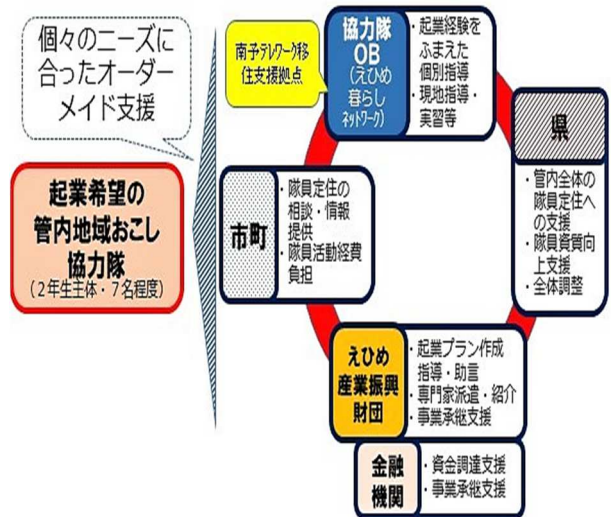 個々のニーズに
合ったオーダー
メイド支援
起業希望の
管内地域おこし
協力隊
（２年生主体・７名程度）
南予テレワーク移
住支援拠点
協力隊
OB
（えひめ
暮らし
ネットワーク）
・起業経験を
ふまえた
個別指導
・現地指導・
実習等
県
・管内全体の
隊員定住へ
の支援
・隊員資質向
上支援
・全体調整
市町
・隊員定住の
相談・情報
提供
・隊員活動経費
負担
えひめ
産業振興
財団
・起業プラン作成
指導・助言
・専門家派遣・紹介
・事業承継支援
金融
機関
・資金調達支援
・事業承継支援